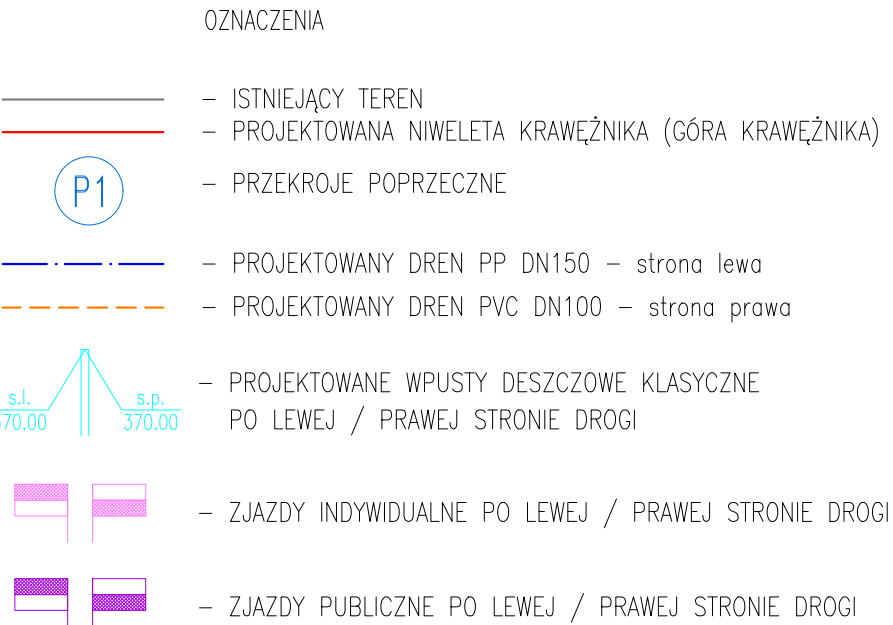 OZNACZENIA
– ISTNIEJĄCY TEREN
– PROJEKTOWANA NIWELETA KRAWĘŻNIKA (GÓRA KRAWĘŻNIKA)
P1 – PRZEKROJE POPRZECZNE
– PROJEKTOWANY DREN PP DN150 – strona lewa
– PROJEKTOWANY DREN PVC DN100 – strona prawa
s.l. s.p. – PROJEKTOWANE WPUSTY DESZCZOWE KLASYCZNE
370.00 370.00 PO LEWEJ / PRAWEJ STRONIE DROGI
– ZJAZDY INDYWIDUALNE PO LEWEJ / PRAWEJ STRONIE DROGI
– ZJAZDY PUBLICZNE PO LEWEJ / PRAWEJ STRONIE DROGI